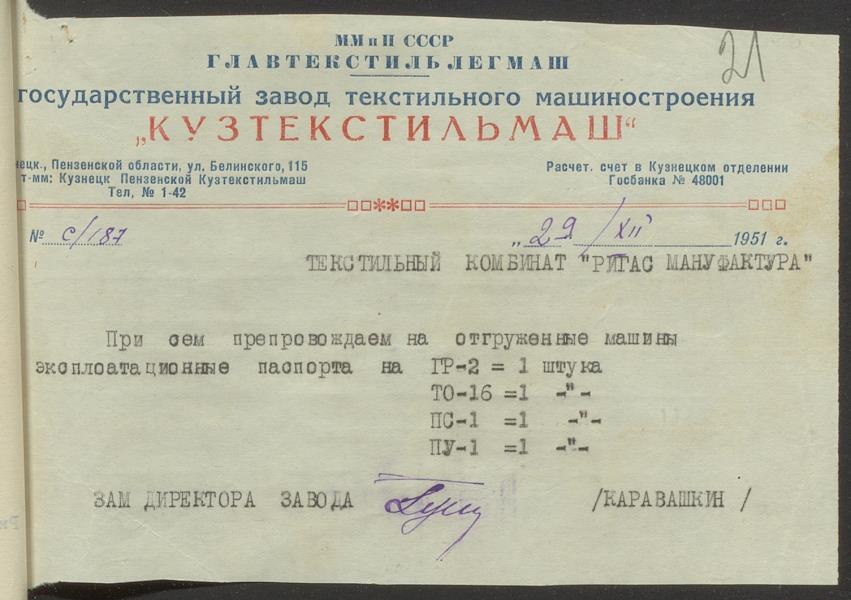 21
ММиП СССР
ГЛАВТЕКСТИЛЬЛЕГМАШ
государственный завод текстильного машиностроения
„КУЗТЕКСТИЛЬМАШ“
нецк., Пензенской области, ул. Белинского, 115
т-мм: Кузнецк Пензенской Кузтекстильмаш
Тел, № 1-42
Расчет. счет в Кузнецком отделении
Госбанка № 48001
№ с/187
„29/XII 1951 г.
ТЕКСТИЛЬНЫЙ КОМБИНАТ "РИГАС МАНУФАКТУРА"
При сем препровождаем на отгруженные машины
эксплоатационные паспорта на ГР-2 = 1 штука
ТО-16 =1 -"-
ПС-1 =1 -"-
ПУ-1 =1 -"-
ЗАМ ДИРЕКТОРА ЗАВОДА /КАРАВАШКИН /